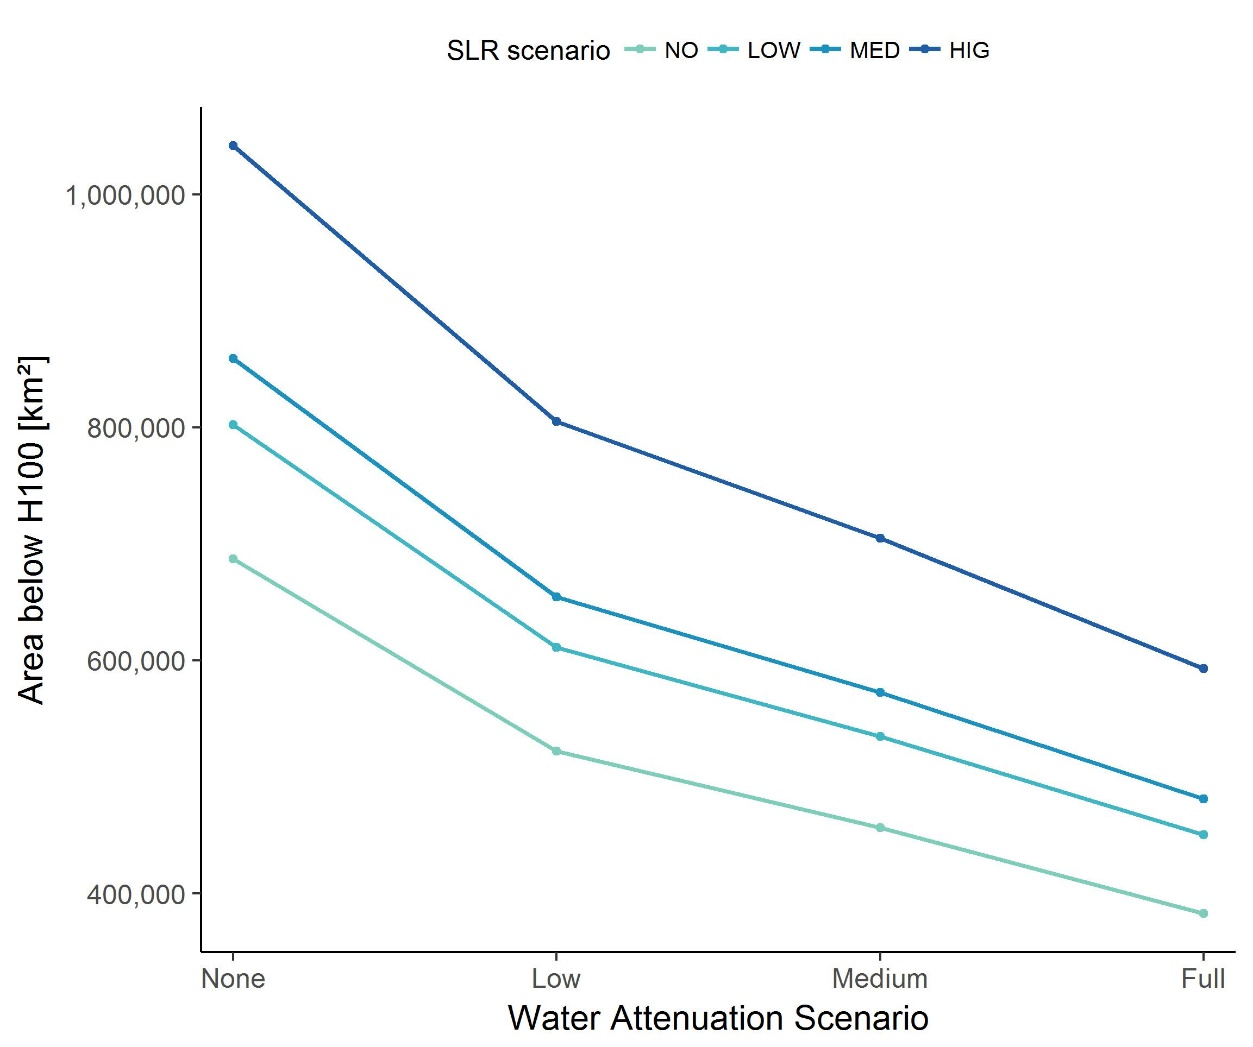 SLR scenario NO LOW MED HIG
Area below H100 [km²]
1,000,000
800,000
600,000
400,000
None Low Medium Full
Water Attenuation Scenario